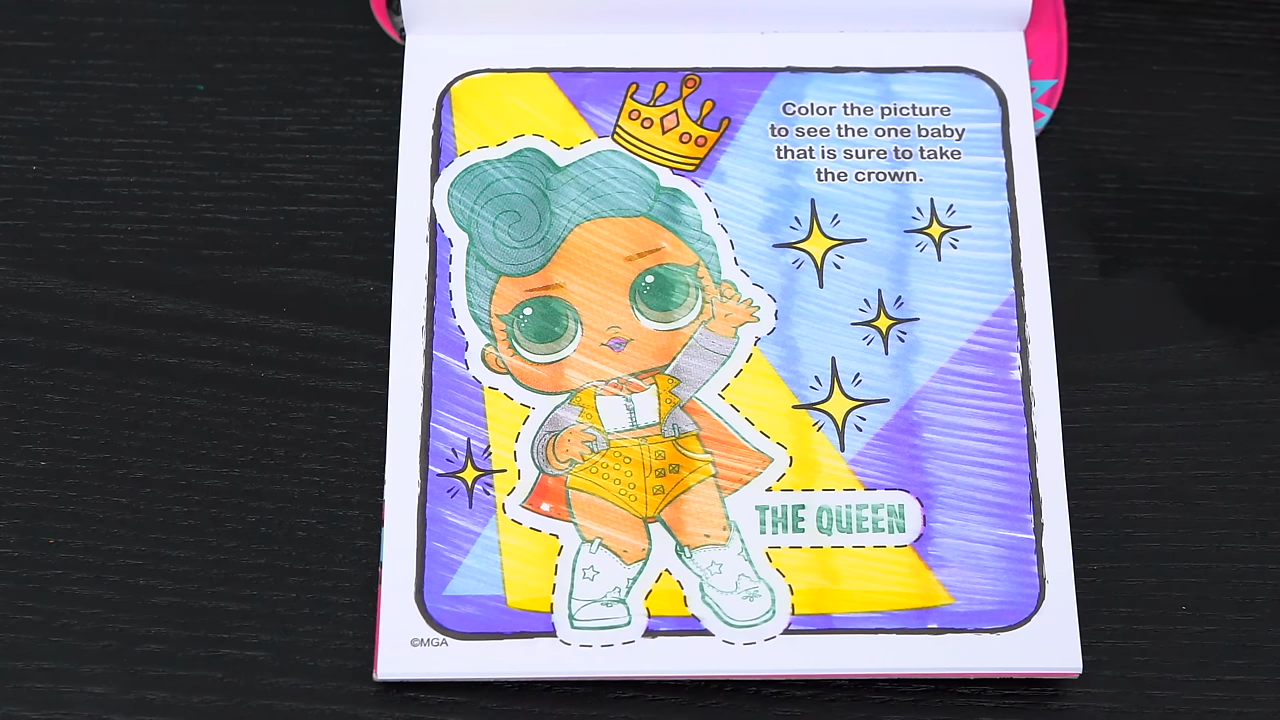 Color the picture
to see the one baby
that is sure to take
the crown.
THE QUEEN
©MGA